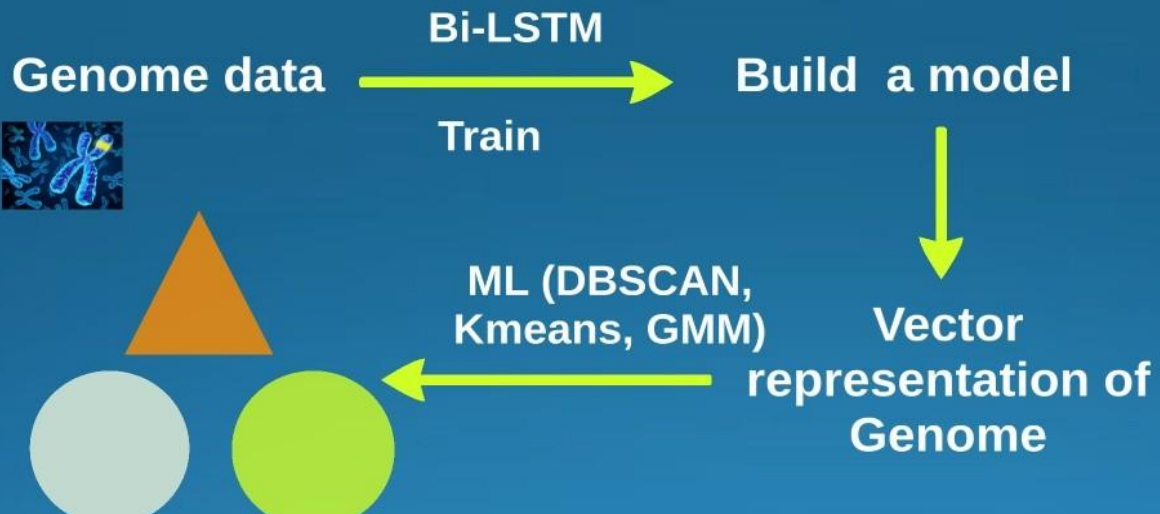 Bi-LSTM
Genome data
Build a model
Train
ML (DBSCAN,
Kmeans, GMM)
Vector
representation of
Genome